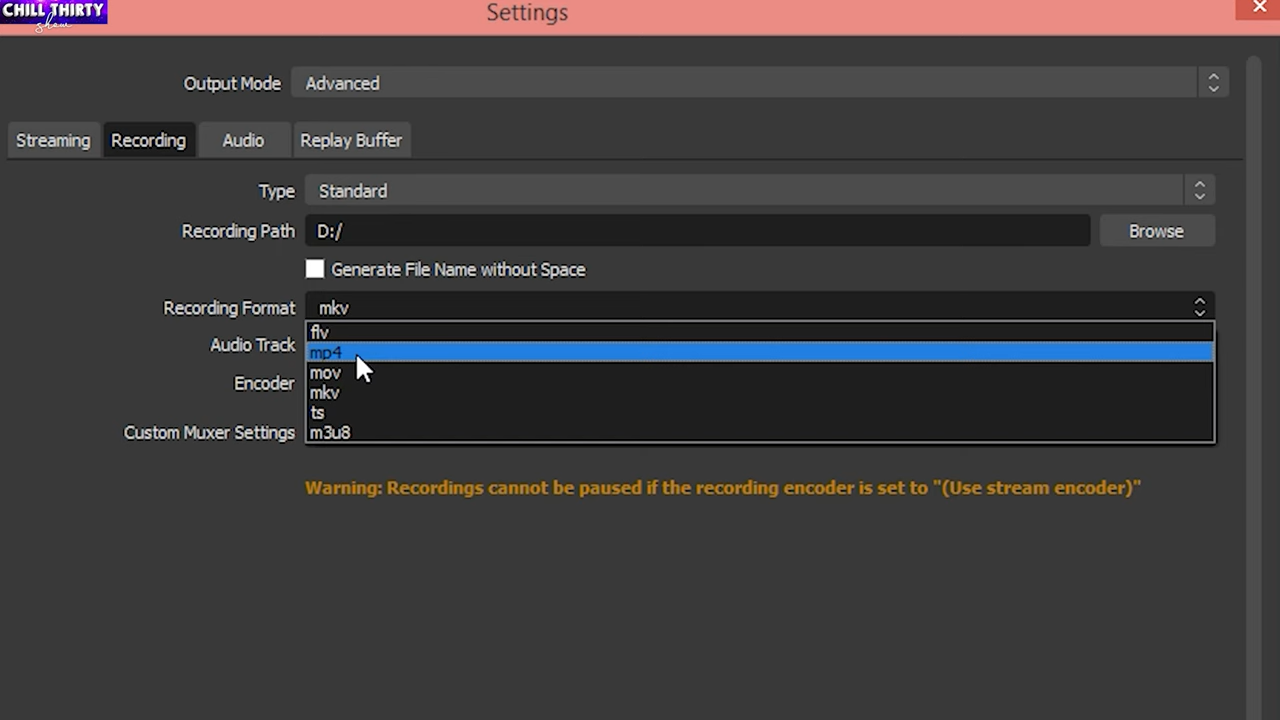 CHILL THIRTY
show
Settings
Output Mode Advanced
Streaming Recording Audio Replay Buffer
Type Standard
Recording Path D:/ Browse
Generate File Name without Space
Recording Format mkv
flv
Audio Track mp4
mov
Encoder mkv
ts
Custom Muxer Settings m3u8
Warning: Recordings cannot be paused if the recording encoder is set to "(Use stream encoder)"